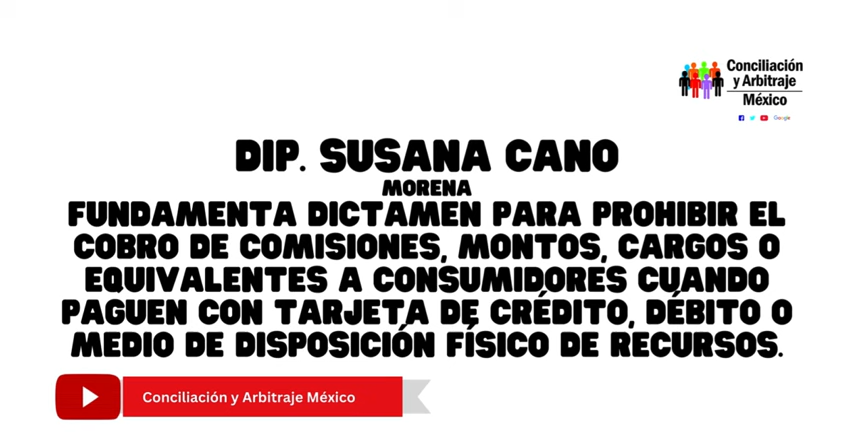 Conciliación
y Arbitraje
México
Google
DIP. SUSANA CANO
MORENA
FUNDAMENTA DICTAMEN PARA PROHIBIR EL
COBRO DE COMISIONES, MONTOS, CARGOS O
EQUIVALENTES A CONSUMIDORES CUANDO
PAGUEN CON TARJETA DE CRÉDITO, DÉBITO O
MEDIO DE DISPOSICIÓN FÍSICO DE RECURSOS.
Conciliación y Arbitraje México